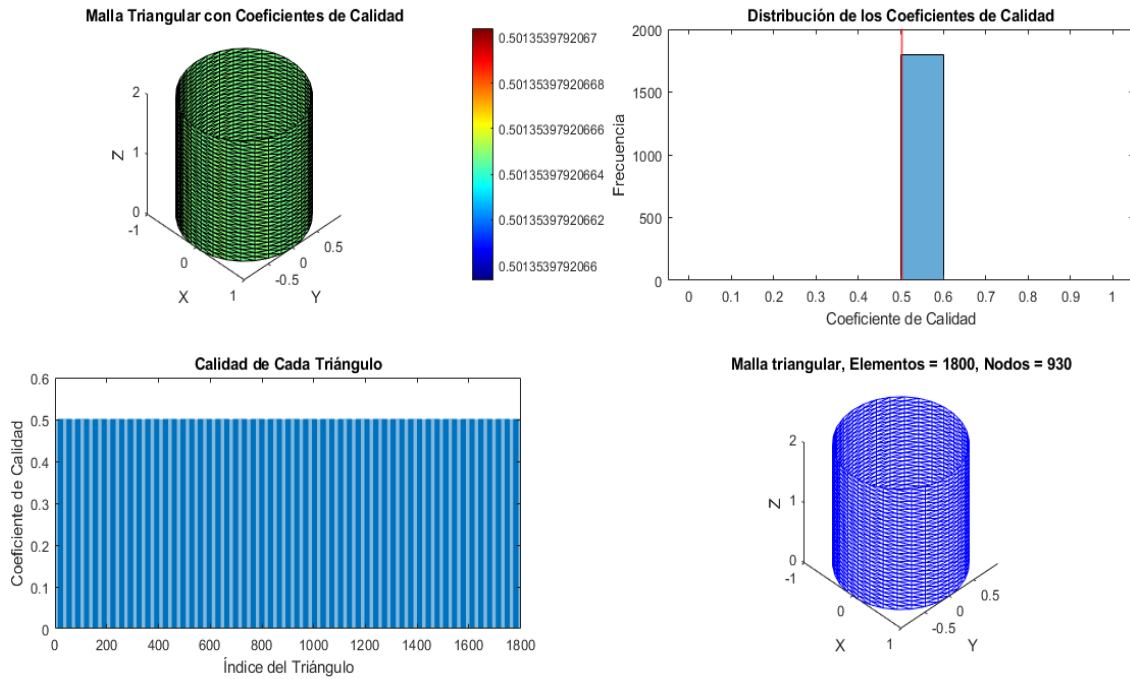 Malla Triangular con Coeficientes de Calidad
2
1
0
Z
-1
0
1
X
-0.5
0
0.5
Y
0.5013539792067
0.501353979920668
0.501353979920666
0.501353979920664
0.501353979920662
0.5013539792066
Distribución de los Coeficientes de Calidad
2000
1500
1000
500
0
Frecuencia
0 0.1 0.2 0.3 0.4 0.5 0.6 0.7 0.8 0.9 1
Coeficiente de Calidad
Calidad de Cada Triángulo
0.6
0.5
0.4
0.3
0.2
0.1
0
Coeficiente de Calidad
0 200 400 600 800 1000 1200 1400 1600 1800
Índice del Triángulo
Malla triangular, Elementos = 1800, Nodos = 930
2
1
0
Z
-1
0
1
X
-0.5
0
0.5
Y